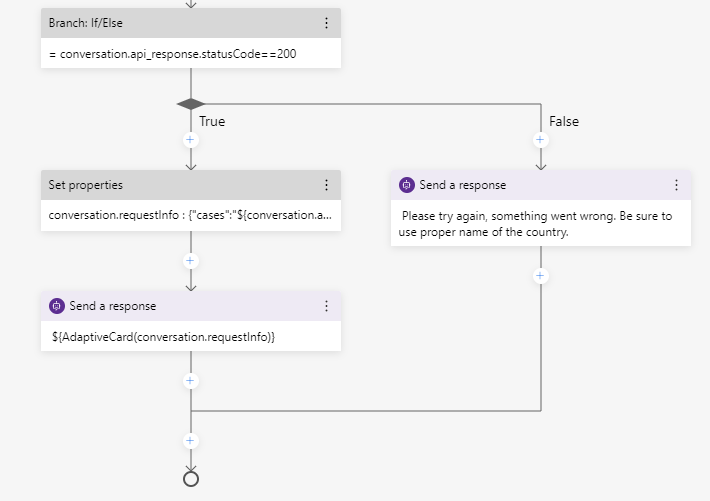 Branch: If/Else
= conversation.api_response.statusCode==200
True
False
Set properties
conversation.requestInfo : {"cases":"${conversation.a...
Send a response
Please try again, something went wrong. Be sure to
use proper name of the country.
Send a response
${AdaptiveCard(conversation.requestInfo)}